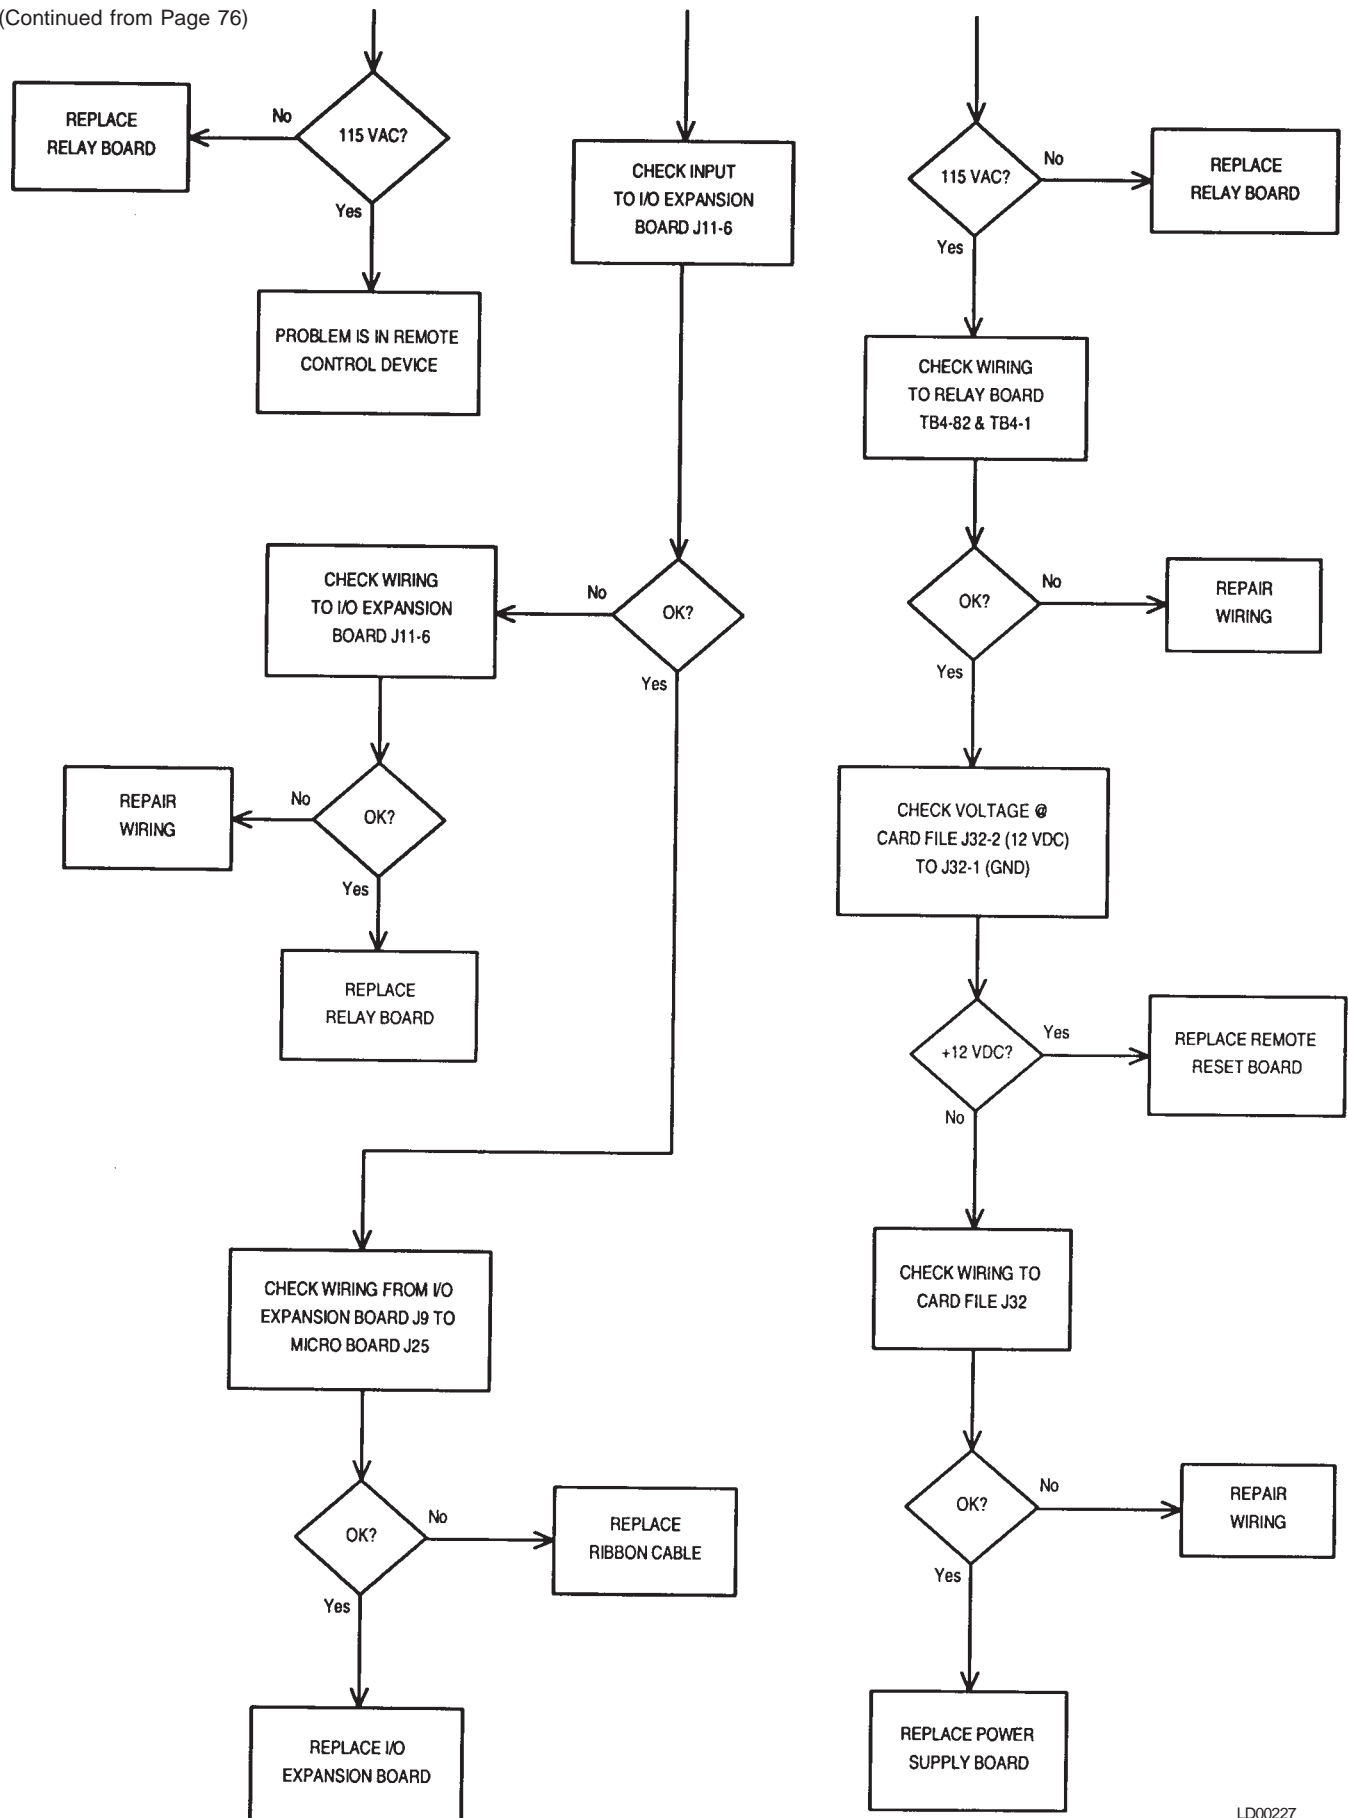 (Continued from Page 76)
115 VAC?
No
REPLACE
RELAY BOARD
Yes
PROBLEM IS IN REMOTE
CONTROL DEVICE
CHECK INPUT
TO I/O EXPANSION
BOARD J11-6
OK?
No
CHECK WIRING
TO I/O EXPANSION
BOARD J11-6
OK?
No
REPAIR
WIRING
Yes
REPLACE
RELAY BOARD
Yes
CHECK WIRING FROM I/O
EXPANSION BOARD J9 TO
MICRO BOARD J25
OK?
No
REPLACE
RIBBON CABLE
Yes
REPLACE I/O
EXPANSION BOARD
115 VAC?
No
REPLACE
RELAY BOARD
Yes
CHECK WIRING
TO RELAY BOARD
TB4-82 & TB4-1
OK?
No
REPAIR
WIRING
Yes
CHECK VOLTAGE @
CARD FILE J32-2 (12 VDC)
TO J32-1 (GND)
+12 VDC?
Yes
REPLACE REMOTE
RESET BOARD
No
CHECK WIRING TO
CARD FILE J32
OK?
No
REPAIR
WIRING
Yes
REPLACE POWER
SUPPLY BOARD
LD00227